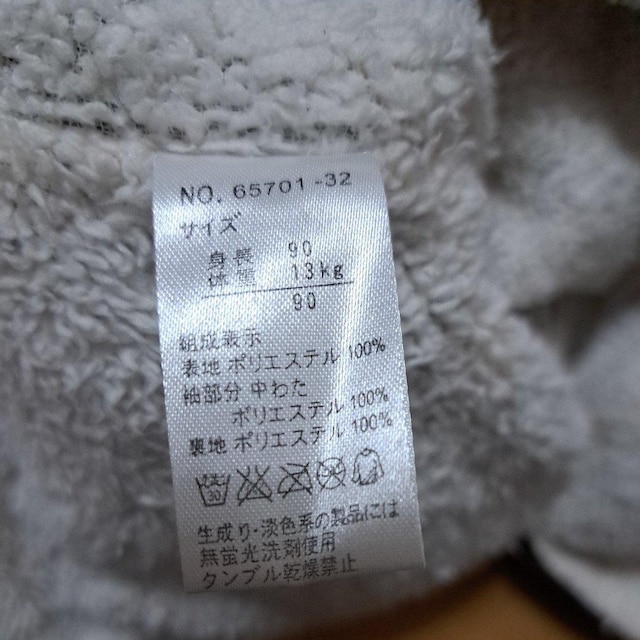 NO. 65701-32
サイズ
身長 90
体重 13kg
90
組成表示
表地 ポリエステル 100%
袖部分 中わた
ポリエステル 100%
裏地 ポリエステル 100%
30
生成り・淡色系の製品には
無蛍光洗剤使用
タンブル乾燥禁止